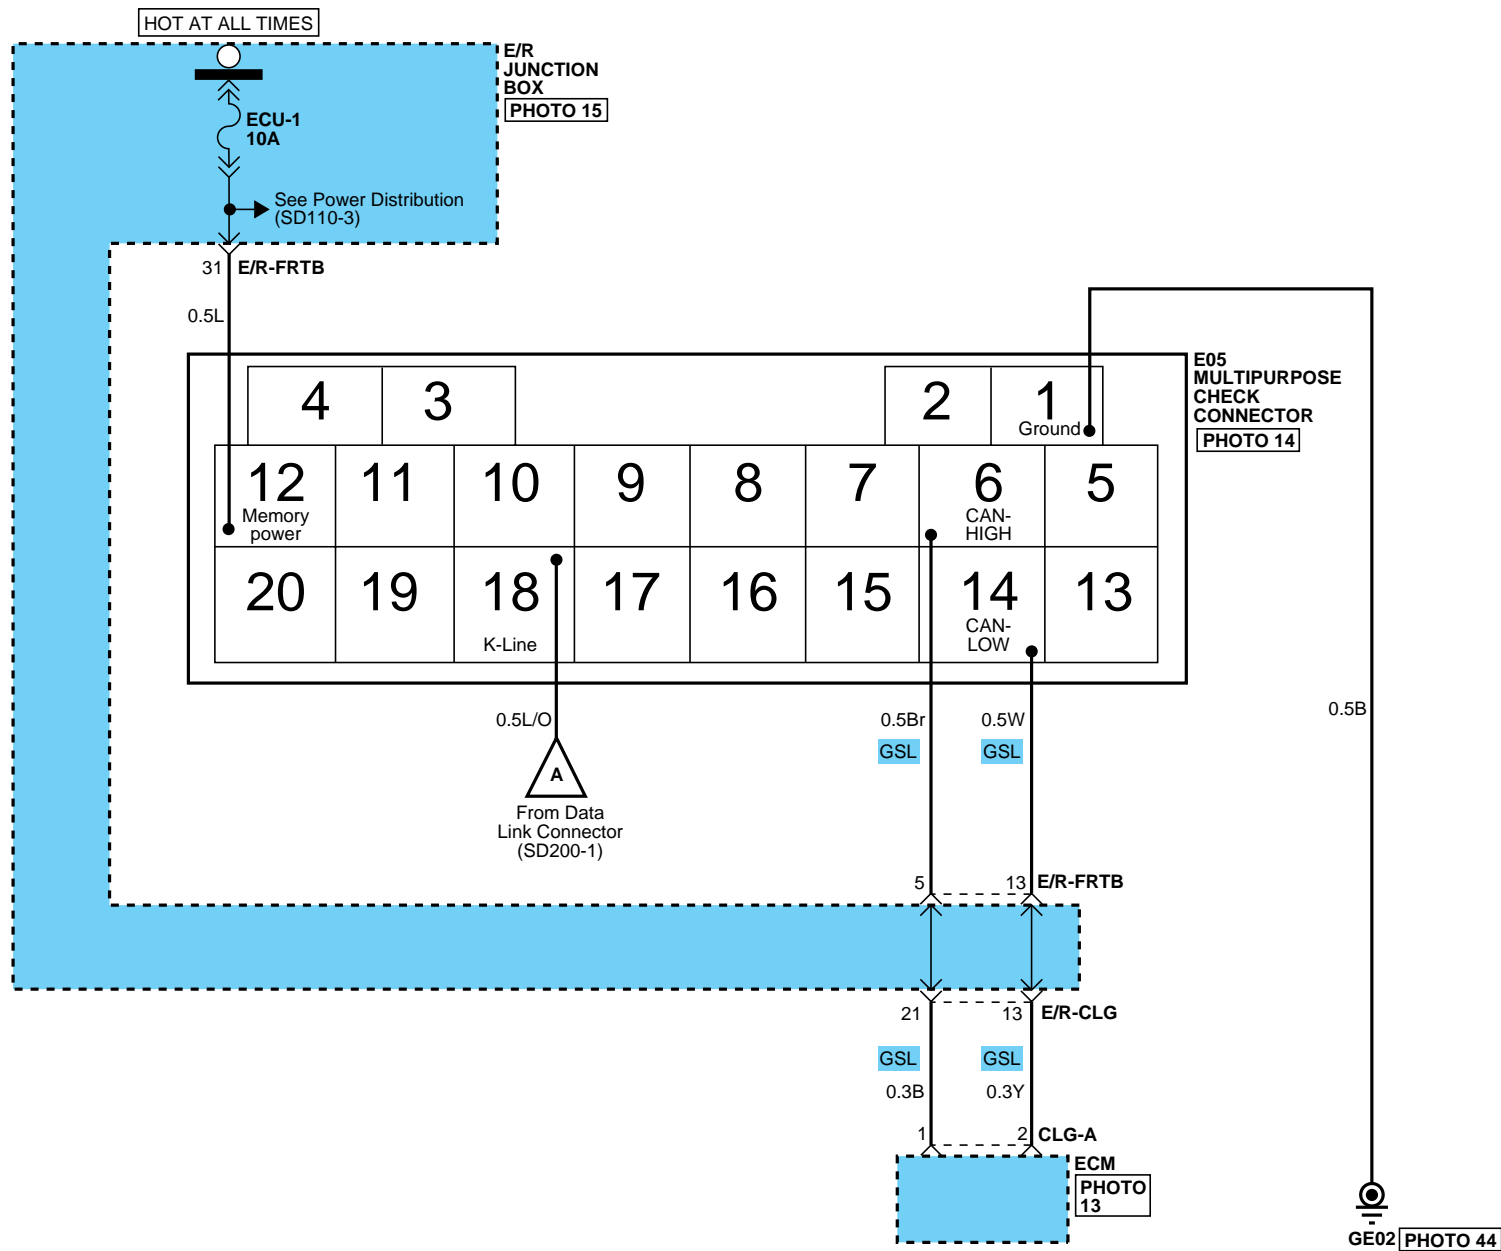 HOT AT ALL TIMES
E/R
JUNCTION
BOX
PHOTO 15
ECU-1
10A
See Power Distribution
(SD110-3)
31 E/R-FRTB
0.5L
E05
MULTIPURPOSE
CHECK
CONNECTOR
PHOTO 14
4 3 2 1
Ground
12 11 10 9 8 7 6 5
Memory
power
CAN-
HIGH
20 19 18 17 16 15 14 13
K-Line
CAN-
LOW
0.5L/O
0.5Br 0.5W
0.5B
GSL GSL
A
From Data
Link Connector
(SD200-1)
5 13 E/R-FRTB
21 13 E/R-CLG
GSL GSL
0.3B 0.3Y
1 2 CLG-A
ECM
PHOTO
13
GE02 PHOTO 44